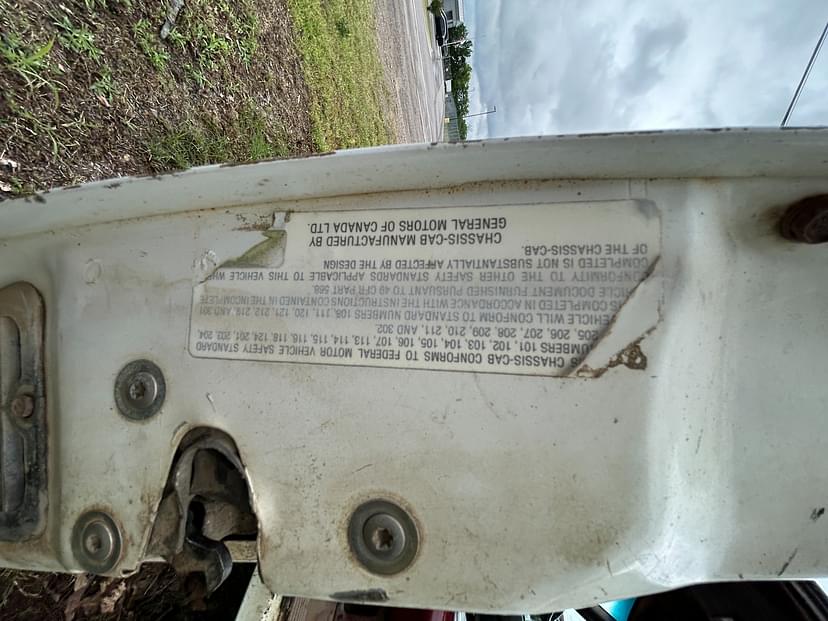 S CHASSIS-CAB CONFORMS TO FEDERAL MOTOR VEHICLE SAFETY STANDARD
UMBERS 101, 102, 103, 104, 105, 106, 107, 113, 114, 115, 116, 118, 124, 201, 202, 203, 204,
205, 206, 207, 208, 209, 210, 211, AND 302.
VEHICLE WILL CONFORM TO STANDARD NUMBERS 108, 111, 120, 121, 212, 219, AND 301
IS COMPLETED IN ACCORDANCE WITH THE INSTRUCTIONS CONTAINED IN THE INCOMPLETE
VEHICLE DOCUMENT FURNISHED PURSUANT TO 49 CFR PART 568.
CONFORMITY TO THE OTHER SAFETY STANDARDS APPLICABLE TO THIS VEHICLE WHEN
COMPLETED IS NOT SUBSTANTIALLY AFFECTED BY THE DESIGN
OF THE CHASSIS-CAB.
CHASSIS-CAB MANUFACTURED BY
GENERAL MOTORS OF CANADA LTD.